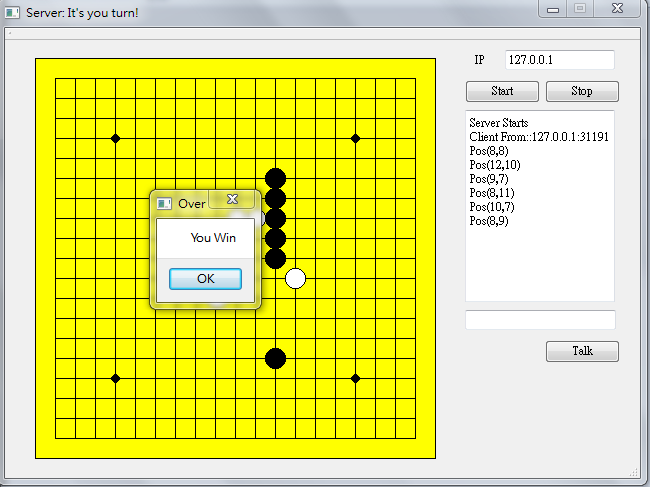 Server: It's you turn!
IP
127.0.0.1
Start
Stop
Server Starts
Client From::127.0.0.1:31191
Pos(8,8)
Pos(12,10)
Pos(9,7)
Pos(8,11)
Pos(10,7)
Pos(8,9)
Over
You Win
OK
Talk